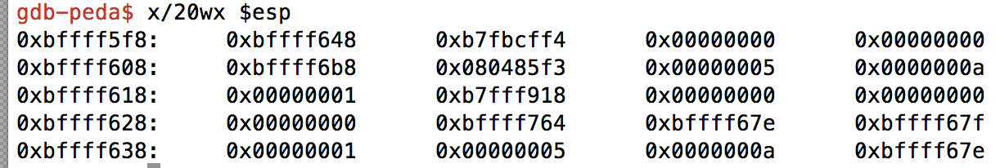 gdb-peda$ x/20wx $esp
0xbffff5f8: 0xbffff648 0xb7fbcff4 0x00000000 0x00000000
0xbffff608: 0xbffff6b8 0x080485f3 0x00000005 0x0000000a
0xbffff618: 0x00000001 0xb7fff918 0x00000000 0x00000000
0xbffff628: 0x00000000 0xbffff764 0xbffff67e 0xbffff67f
0xbffff638: 0x00000001 0x00000005 0x0000000a 0xbffff67e